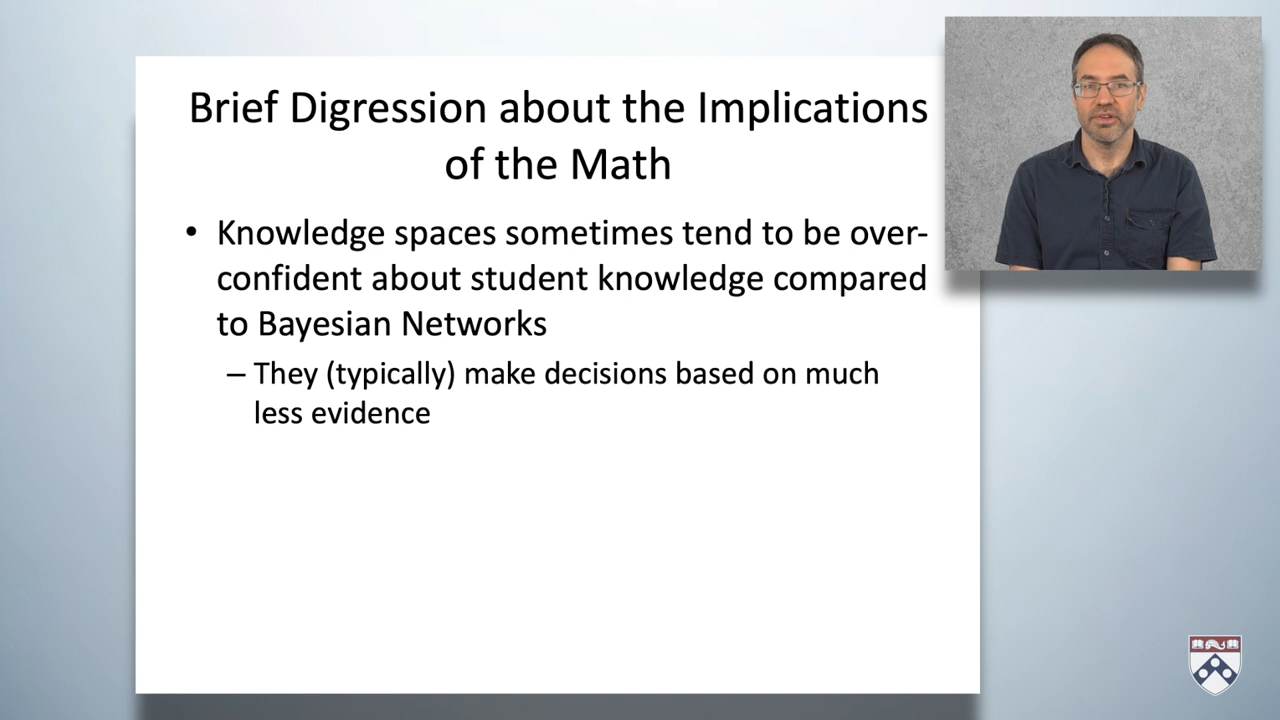 Brief Digression about the Implications
of the Math
• Knowledge spaces sometimes tend to be over-
confident about student knowledge compared
to Bayesian Networks
– They (typically) make decisions based on much
less evidence